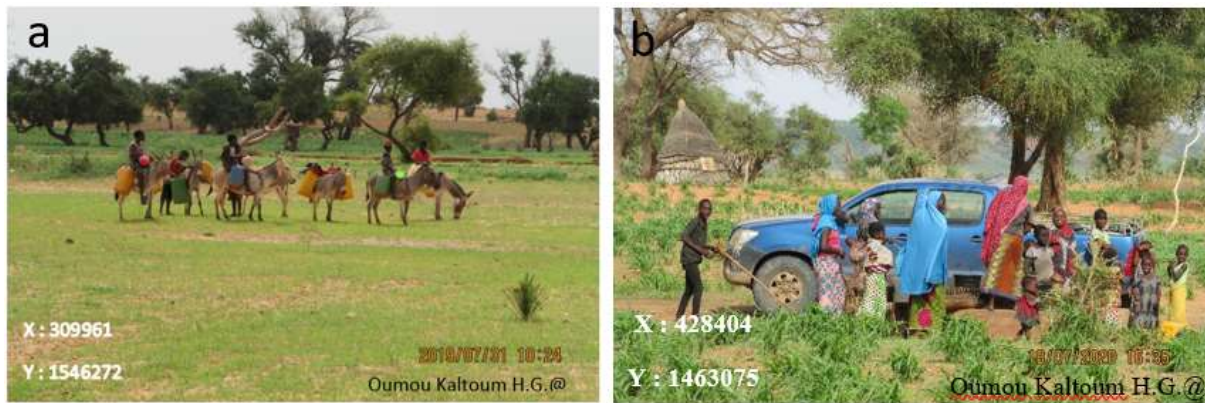 a
X : 309961
Y : 1546272
2019/07/31 10:24
Oumou Kaltoum H.G.@
b
X : 428404
Y : 1463075
Oumou Kaltoum H.G.@